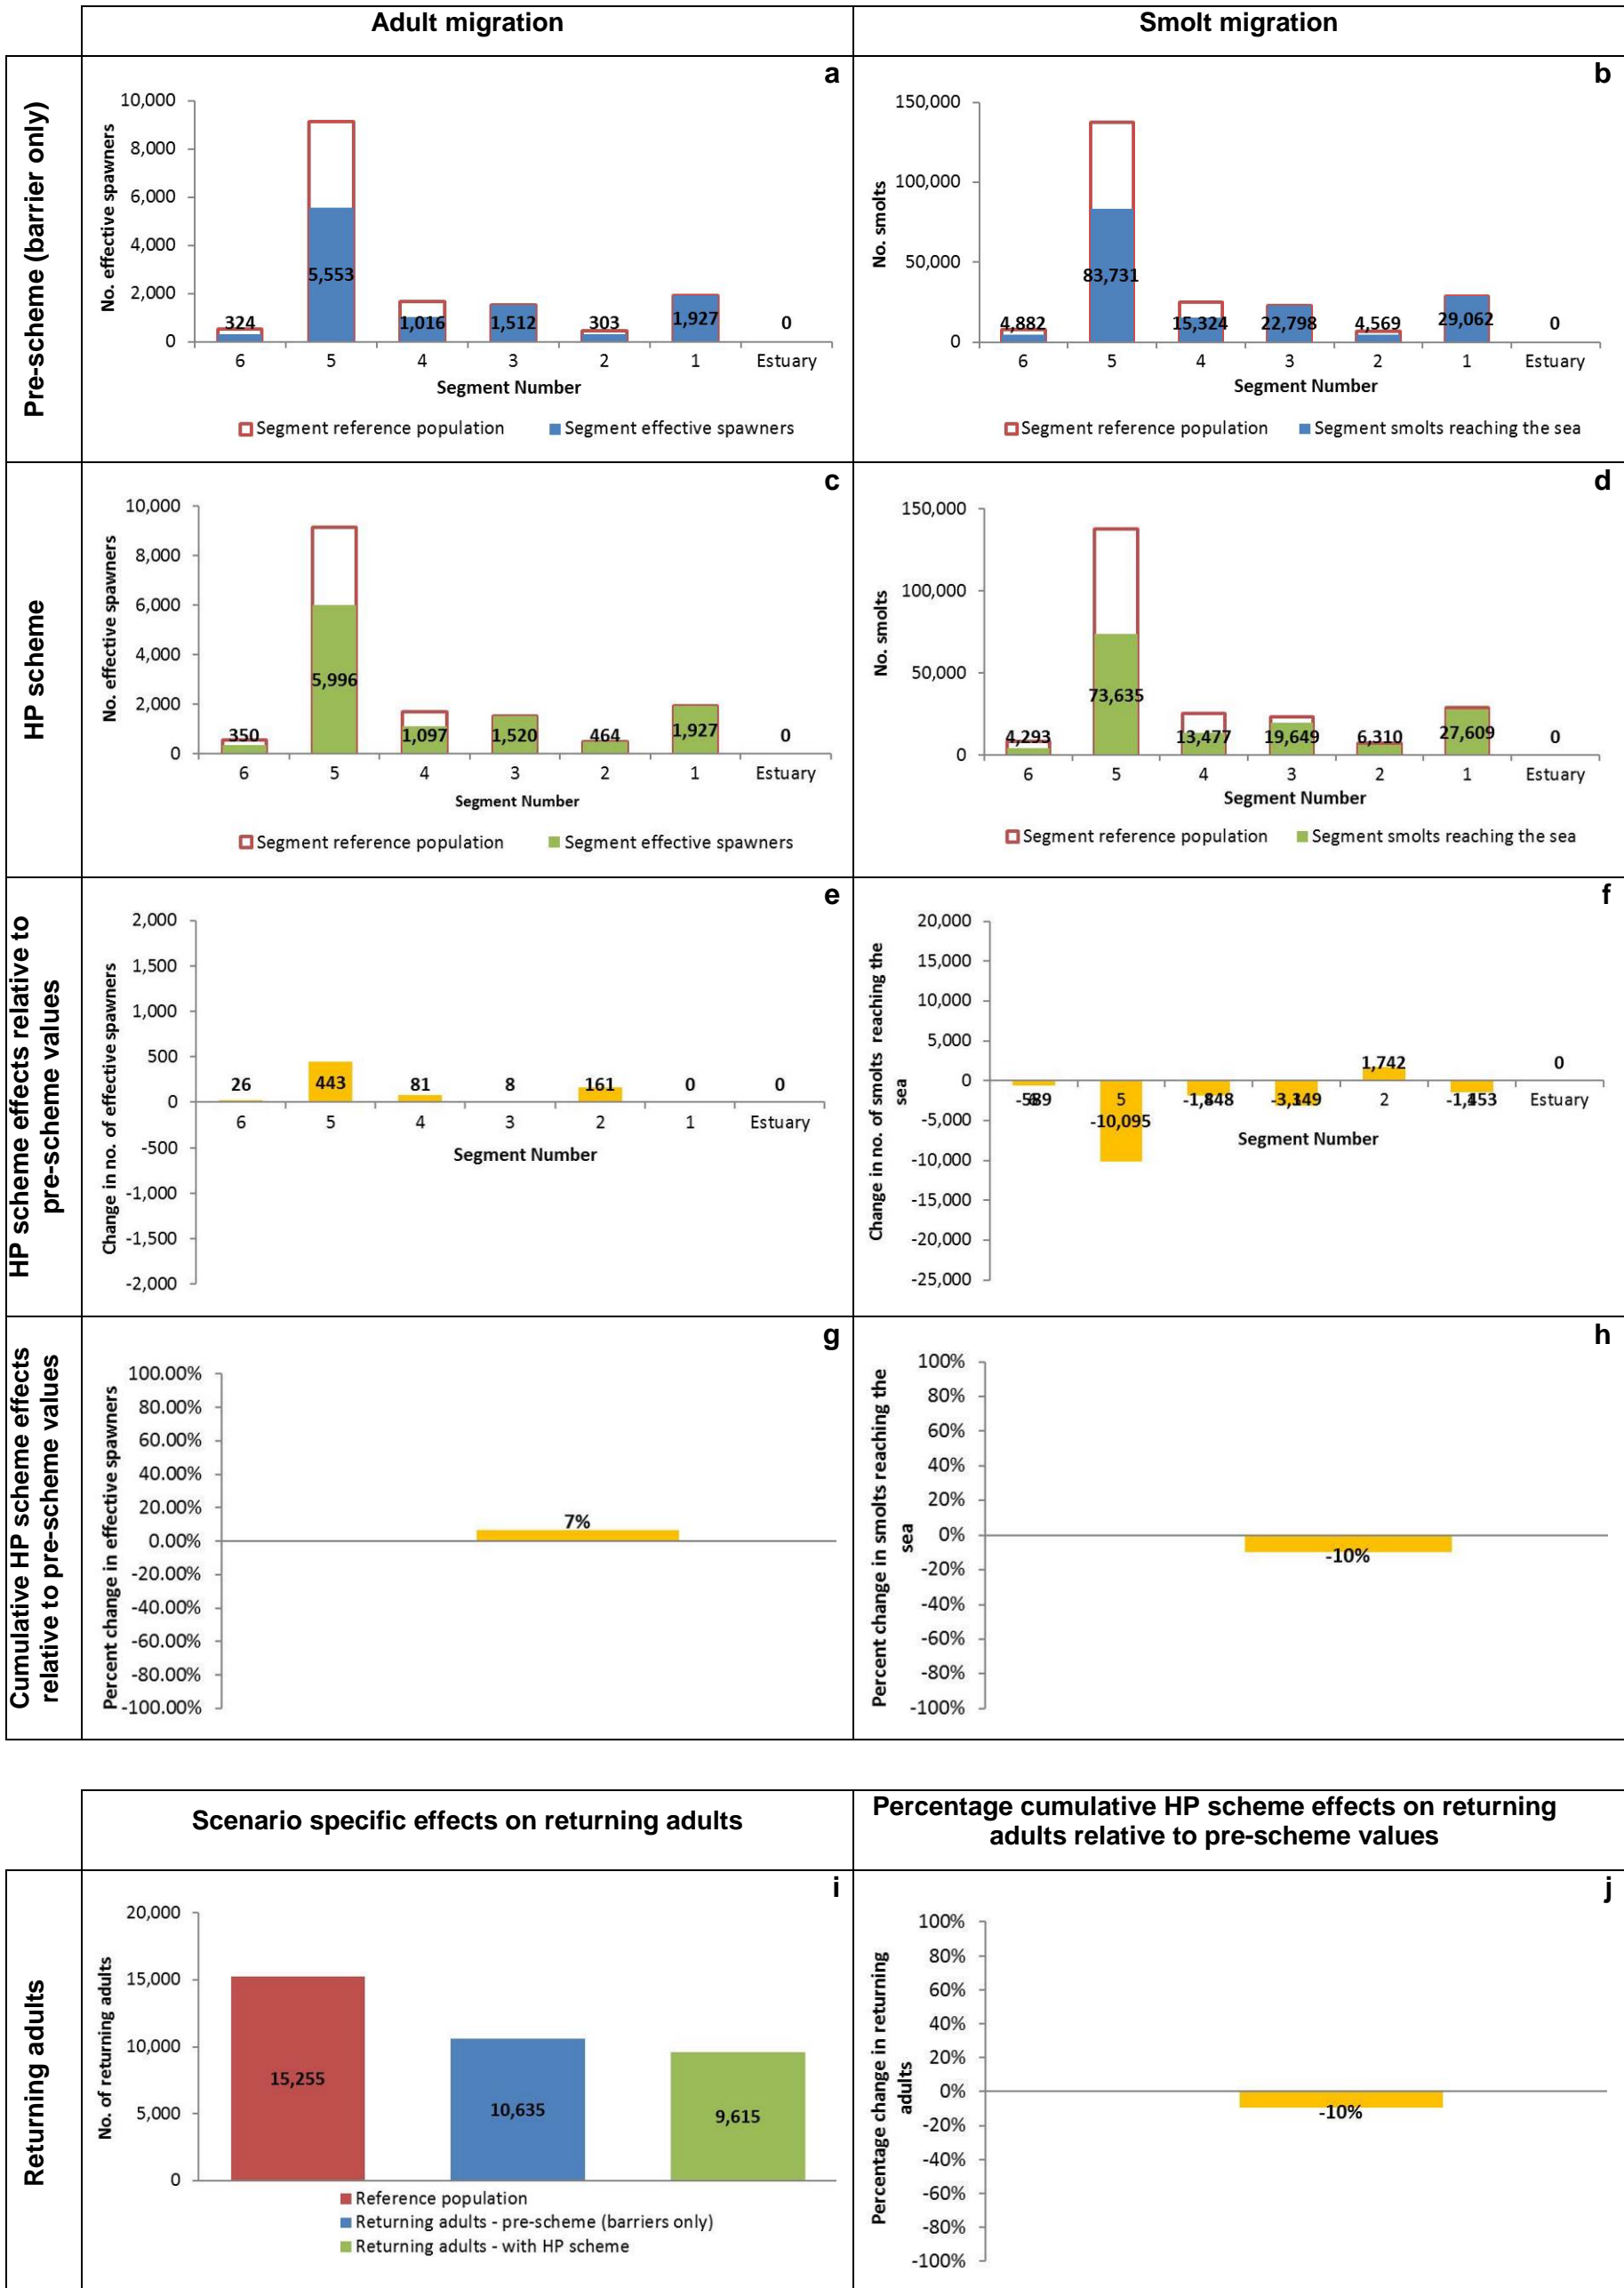 Adult migration
Smolt migration
Pre-scheme (barrier only)
a
No. effective spawners
10,000
8,000
6,000
4,000
2,000
0
324
5,553
1,016
1,512
303
1,927
0
6 5 4 3 2 1 Estuary
Segment Number
Segment reference population Segment effective spawners
b
No. smolts
150,000
100,000
50,000
0
4,882
83,731
15,324
22,798
4,569
29,062
0
6 5 4 3 2 1 Estuary
Segment Number
Segment reference population Segment smolts reaching the sea
HP scheme
c
No. effective spawners
10,000
8,000
6,000
4,000
2,000
0
350
5,996
1,097
1,520
464
1,927
0
6 5 4 3 2 1 Estuary
Segment Number
Segment reference population Segment effective spawners
d
No. smolts
150,000
100,000
50,000
0
4,293
73,635
13,477
19,649
6,310
27,609
0
6 5 4 3 2 1 Estuary
Segment Number
Segment reference population Segment smolts reaching the sea
HP scheme effects relative to
pre-scheme values
e
Change in no. of effective spawners
2,000
1,500
1,000
500
0
-500
-1,000
-1,500
-2,000
26
443
81
8
161
0
0
6 5 4 3 2 1 Estuary
Segment Number
f
Change in no. of smolts reaching the
sea
20,000
15,000
10,000
5,000
0
-5,000
-10,000
-15,000
-20,000
-25,000
-589
-10,095
-1,848
-3,149
1,742
-1,453
0
6 5 4 3 2 1 Estuary
Segment Number
Cumulative HP scheme effects
relative to pre-scheme values
g
Percent change in effective spawners
100.00%
80.00%
60.00%
40.00%
20.00%
0.00%
-20.00%
-40.00%
-60.00%
-80.00%
-100.00%
7%
h
Percent change in smolts reaching the
sea
100%
80%
60%
40%
20%
0%
-20%
-40%
-60%
-80%
-100%
-10%
Scenario specific effects on returning adults
Percentage cumulative HP scheme effects on returning
adults relative to pre-scheme values
Returning adults
i
No. of returning adults
20,000
15,000
10,000
5,000
0
15,255
10,635
9,615
Reference population
Returning adults - pre-scheme (barriers only)
Returning adults - with HP scheme
j
Percentage change in returning
adults
100%
80%
60%
40%
20%
0%
-20%
-40%
-60%
-80%
-100%
-10%